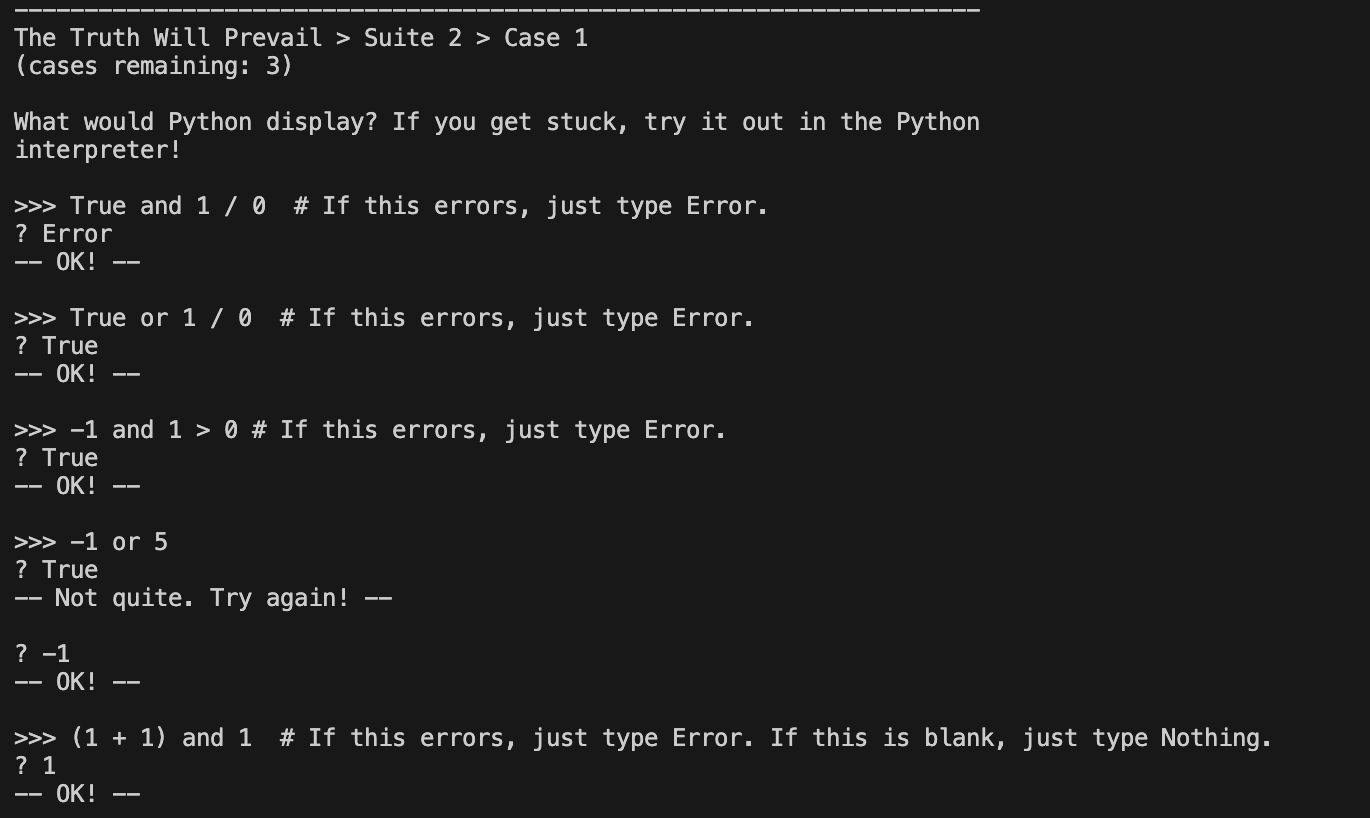 ---------------------------------------------------------------------
The Truth Will Prevail > Suite 2 > Case 1
(cases remaining: 3)
What would Python display? If you get stuck, try it out in the Python
interpreter!
>>> True and 1 / 0  # If this errors, just type Error.
? Error
-- OK! --
>>> True or 1 / 0  # If this errors, just type Error.
? True
-- OK! --
>>> -1 and 1 > 0 # If this errors, just type Error.
? True
-- OK! --
>>> -1 or 5
? True
-- Not quite. Try again! --
? -1
-- OK! --
>>> (1 + 1) and 1  # If this errors, just type Error. If this is blank, just type Nothing.
? 1
-- OK! --